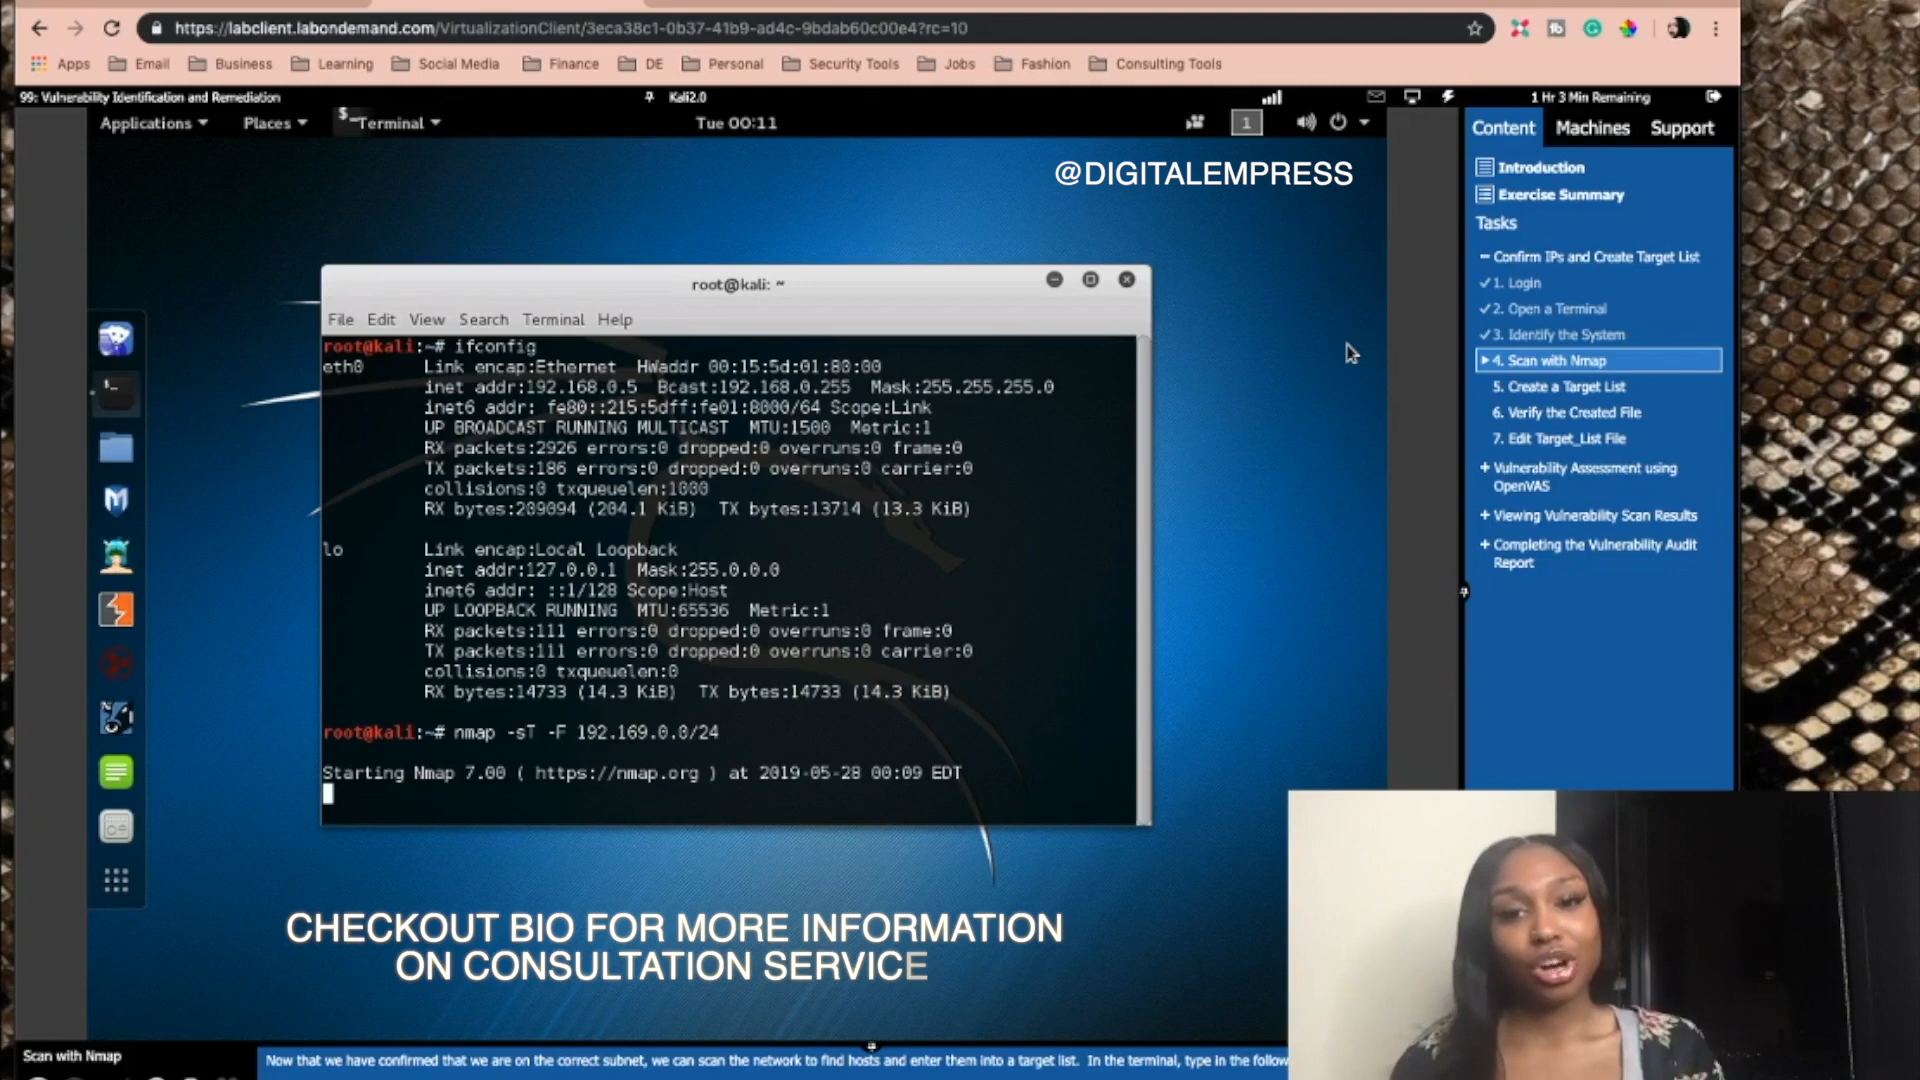 https://labclient.labondemand.com/VirtualizationClient/3eca38c1-0b37-41b9-ad4c-9bdab60c00e4?rc=10
Apps Email Business Learning Social Media Finance DE Personal Security Tools Jobs Fashion Consulting Tools
99: Vulnerability Identification and Remediation
Kali2.0
1 Hr 3 Min Remaining
Applications Places Terminal
Tue 00:11
1
Content Machines Support
@DIGITALEMPRESS
Introduction
Exercise Summary
Tasks
Confirm IPs and Create Target List
1. Login
2. Open a Terminal
3. Identify the System
4. Scan with Nmap
5. Create a Target List
6. Verify the Created File
7. Edit Target_List File
+ Vulnerability Assessment using
OpenVAS
+ Viewing Vulnerability Scan Results
+ Completing the Vulnerability Audit
Report
root@kali: ~
File Edit View Search Terminal Help
root@kali:~# ifconfig
eth0 Link encap:Ethernet HWaddr 00:15:5d:01:80:00
inet addr:192.168.0.5 Bcast:192.168.0.255 Mask:255.255.255.0
inet6 addr: fe80::215:5dff:fe01:8000/64 Scope:Link
UP BROADCAST RUNNING MULTICAST MTU:1500 Metric:1
RX packets:2926 errors:0 dropped:0 overruns:0 frame:0
TX packets:186 errors:0 dropped:0 overruns:0 carrier:0
collisions:0 txqueuelen:1000
RX bytes:209094 (204.1 KiB) TX bytes:13714 (13.3 KiB)
lo Link encap:Local Loopback
inet addr:127.0.0.1 Mask:255.0.0.0
inet6 addr: ::1/128 Scope:Host
UP LOOPBACK RUNNING MTU:65536 Metric:1
RX packets:111 errors:0 dropped:0 overruns:0 frame:0
TX packets:111 errors:0 dropped:0 overruns:0 carrier:0
collisions:0 txqueuelen:0
RX bytes:14733 (14.3 KiB) TX bytes:14733 (14.3 KiB)
root@kali:~# nmap -sT -F 192.169.0.0/24
Starting Nmap 7.00 ( https://nmap.org ) at 2019-05-28 00:09 EDT
CHECKOUT BIO FOR MORE INFORMATION
ON CONSULTATION SERVICE
Scan with Nmap
Now that we have confirmed that we are on the correct subnet, we can scan the network to find hosts and enter them into a target list. In the terminal, type in the follow